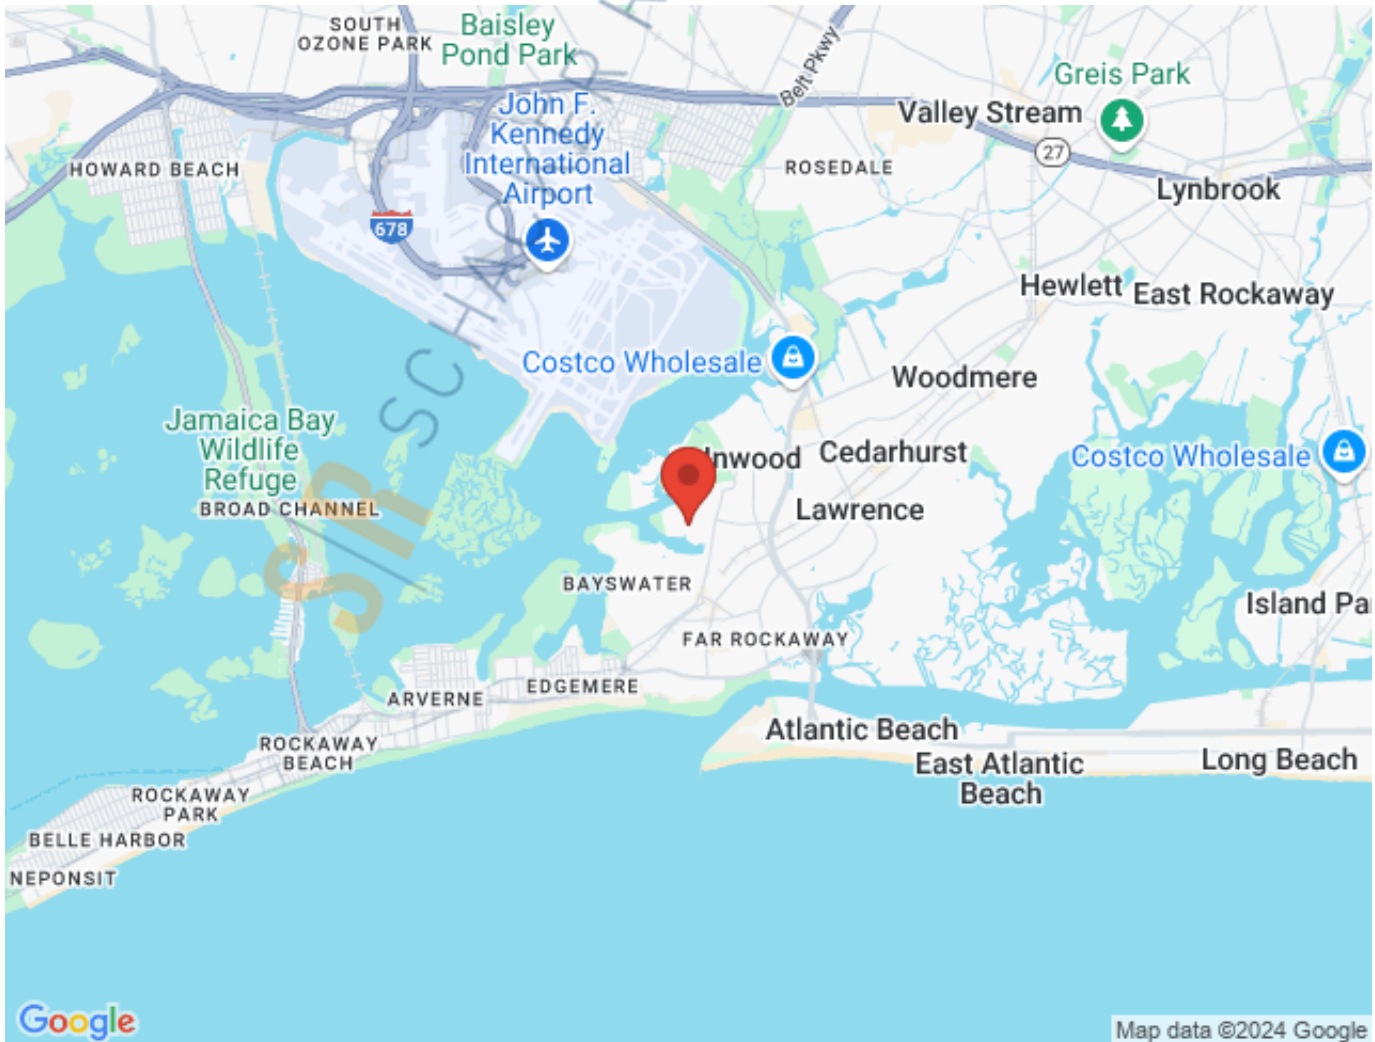 SOUTH
OZONE PARK
Baisley
Pond Park
Belt Pkwy
Greis Park
John F.
Kennedy
International
Airport
Valley Stream
27
HOWARD BEACH
ROSEDALE
Lynbrook
678
Hewlett
East Rockaway
Costco Wholesale
Woodmere
Jamaica Bay
Wildlife
Refuge
Inwood
Cedarhurst
Costco Wholesale
BROAD CHANNEL
Lawrence
BAYSWATER
Island Pa
FAR ROCKAWAY
EDGEMERE
ARVERNE
Atlantic Beach
ROCKAWAY
BEACH
East Atlantic
Beach
Long Beach
ROCKAWAY
PARK
BELLE HARBOR
NEPONSIT
SIR
Google
Map data ©2024 Google